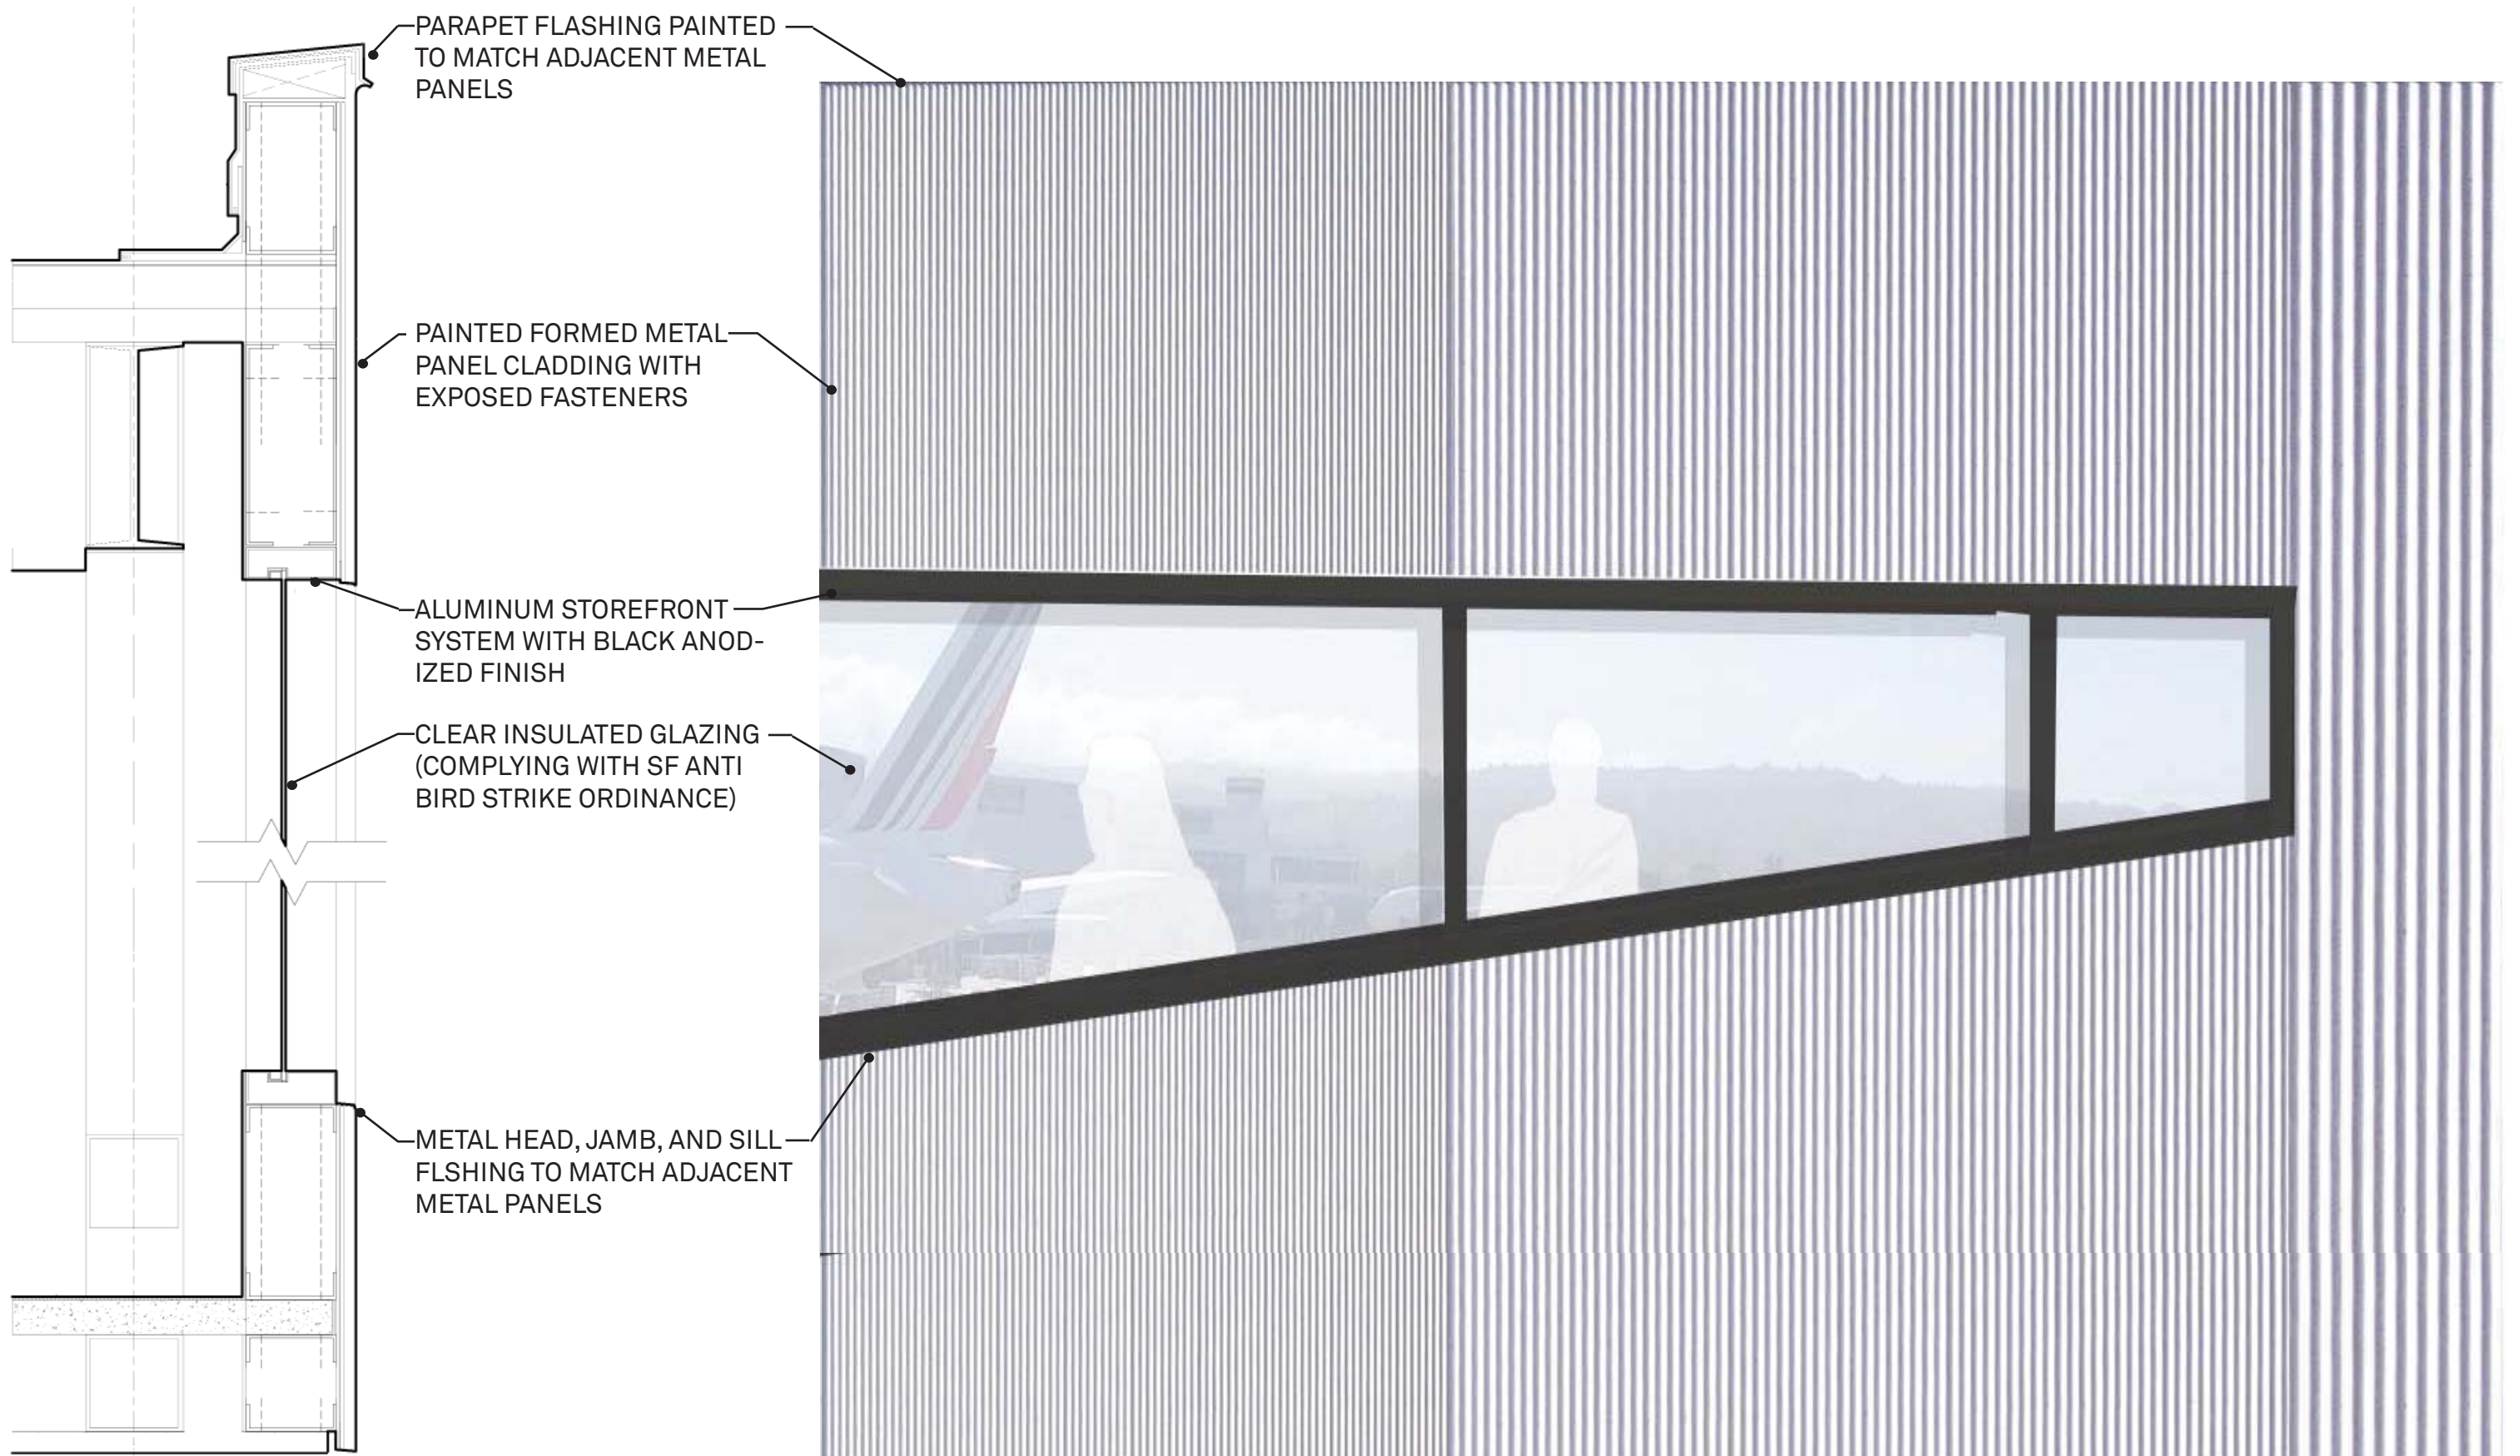 PARAPET FLASHING PAINTED
TO MATCH ADJACENT METAL
PANELS
PAINTED FORMED METAL
PANEL CLADDING WITH
EXPOSED FASTENERS
ALUMINUM STOREFRONT
SYSTEM WITH BLACK ANOD-
IZED FINISH
CLEAR INSULATED GLAZING
(COMPLYING WITH SF ANTI
BIRD STRIKE ORDINANCE)
METAL HEAD, JAMB, AND SILL
FLSHING TO MATCH ADJACENT
METAL PANELS